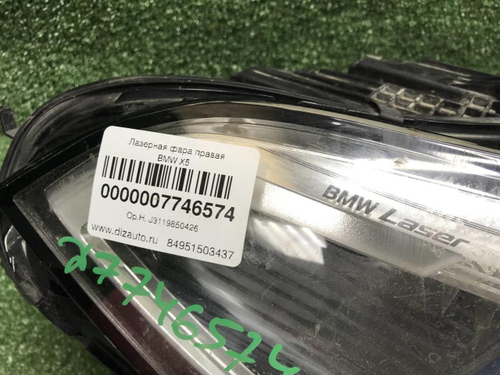 Лазерная фара правая
BMW X5
0000007746574
Ор.Н. J3119650426
www.dizauto.ru 84951503437
BMW Laser
27746574